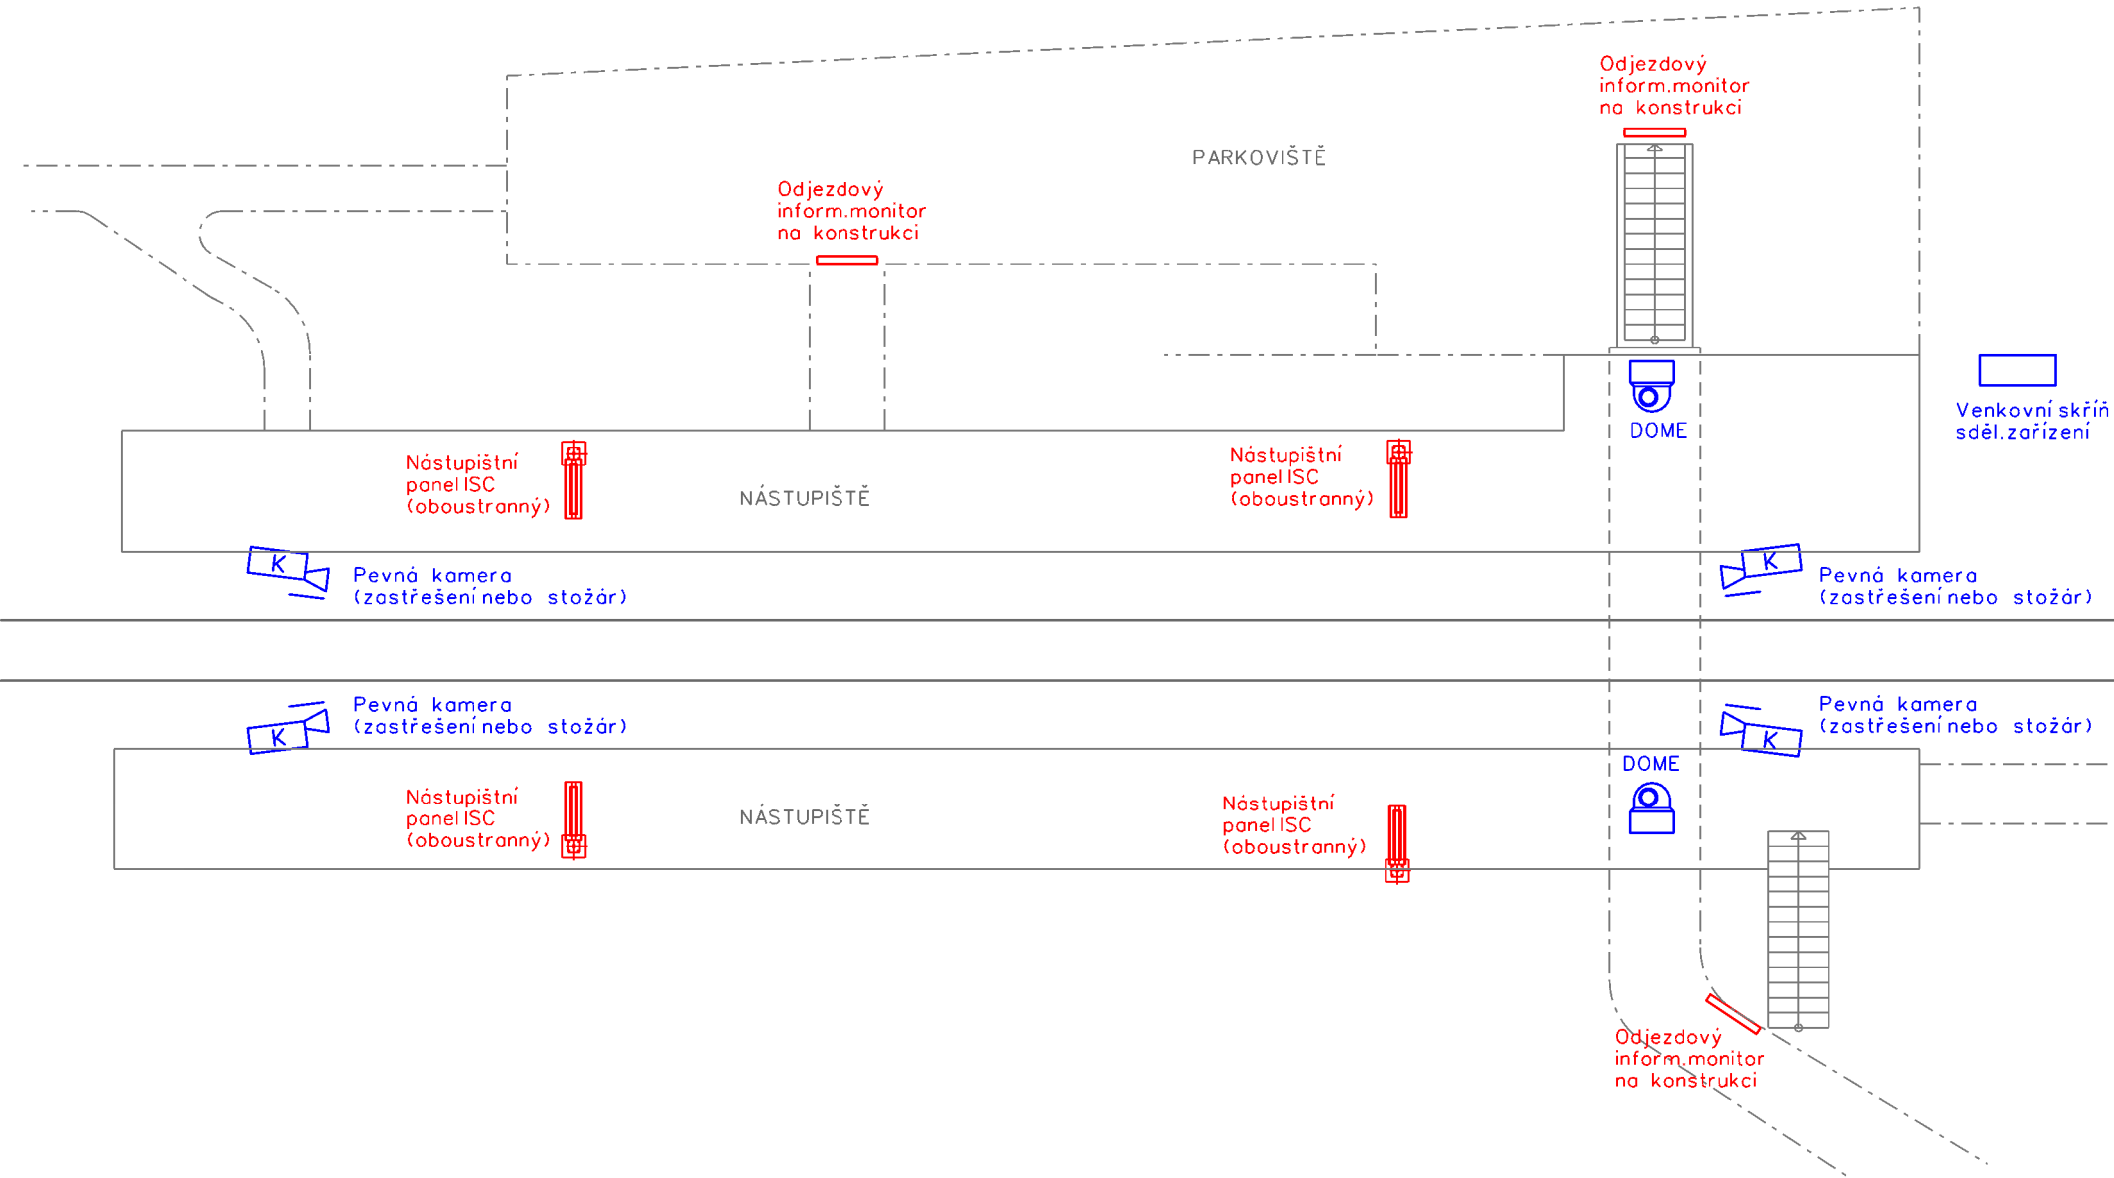 Odjezdový
inform.monitor
na konstrukci
PARKOVIŠTĚ
Odjezdový
inform.monitor
na konstrukci
Venkovní skříň
sděl.zařízení
DOME
Nástupištní
panel ISC
(oboustranný)
NÁSTUPIŠTĚ
Nástupištní
panel ISC
(oboustranný)
K
Pevná kamera
(zastřešení nebo stožár)
K
Pevná kamera
(zastřešení nebo stožár)
K
Pevná kamera
(zastřešení nebo stožár)
K
Pevná kamera
(zastřešení nebo stožár)
DOME
Nástupištní
panel ISC
(oboustranný)
NÁSTUPIŠTĚ
Nástupištní
panel ISC
(oboustranný)
Odjezdový
inform.monitor
na konstrukci